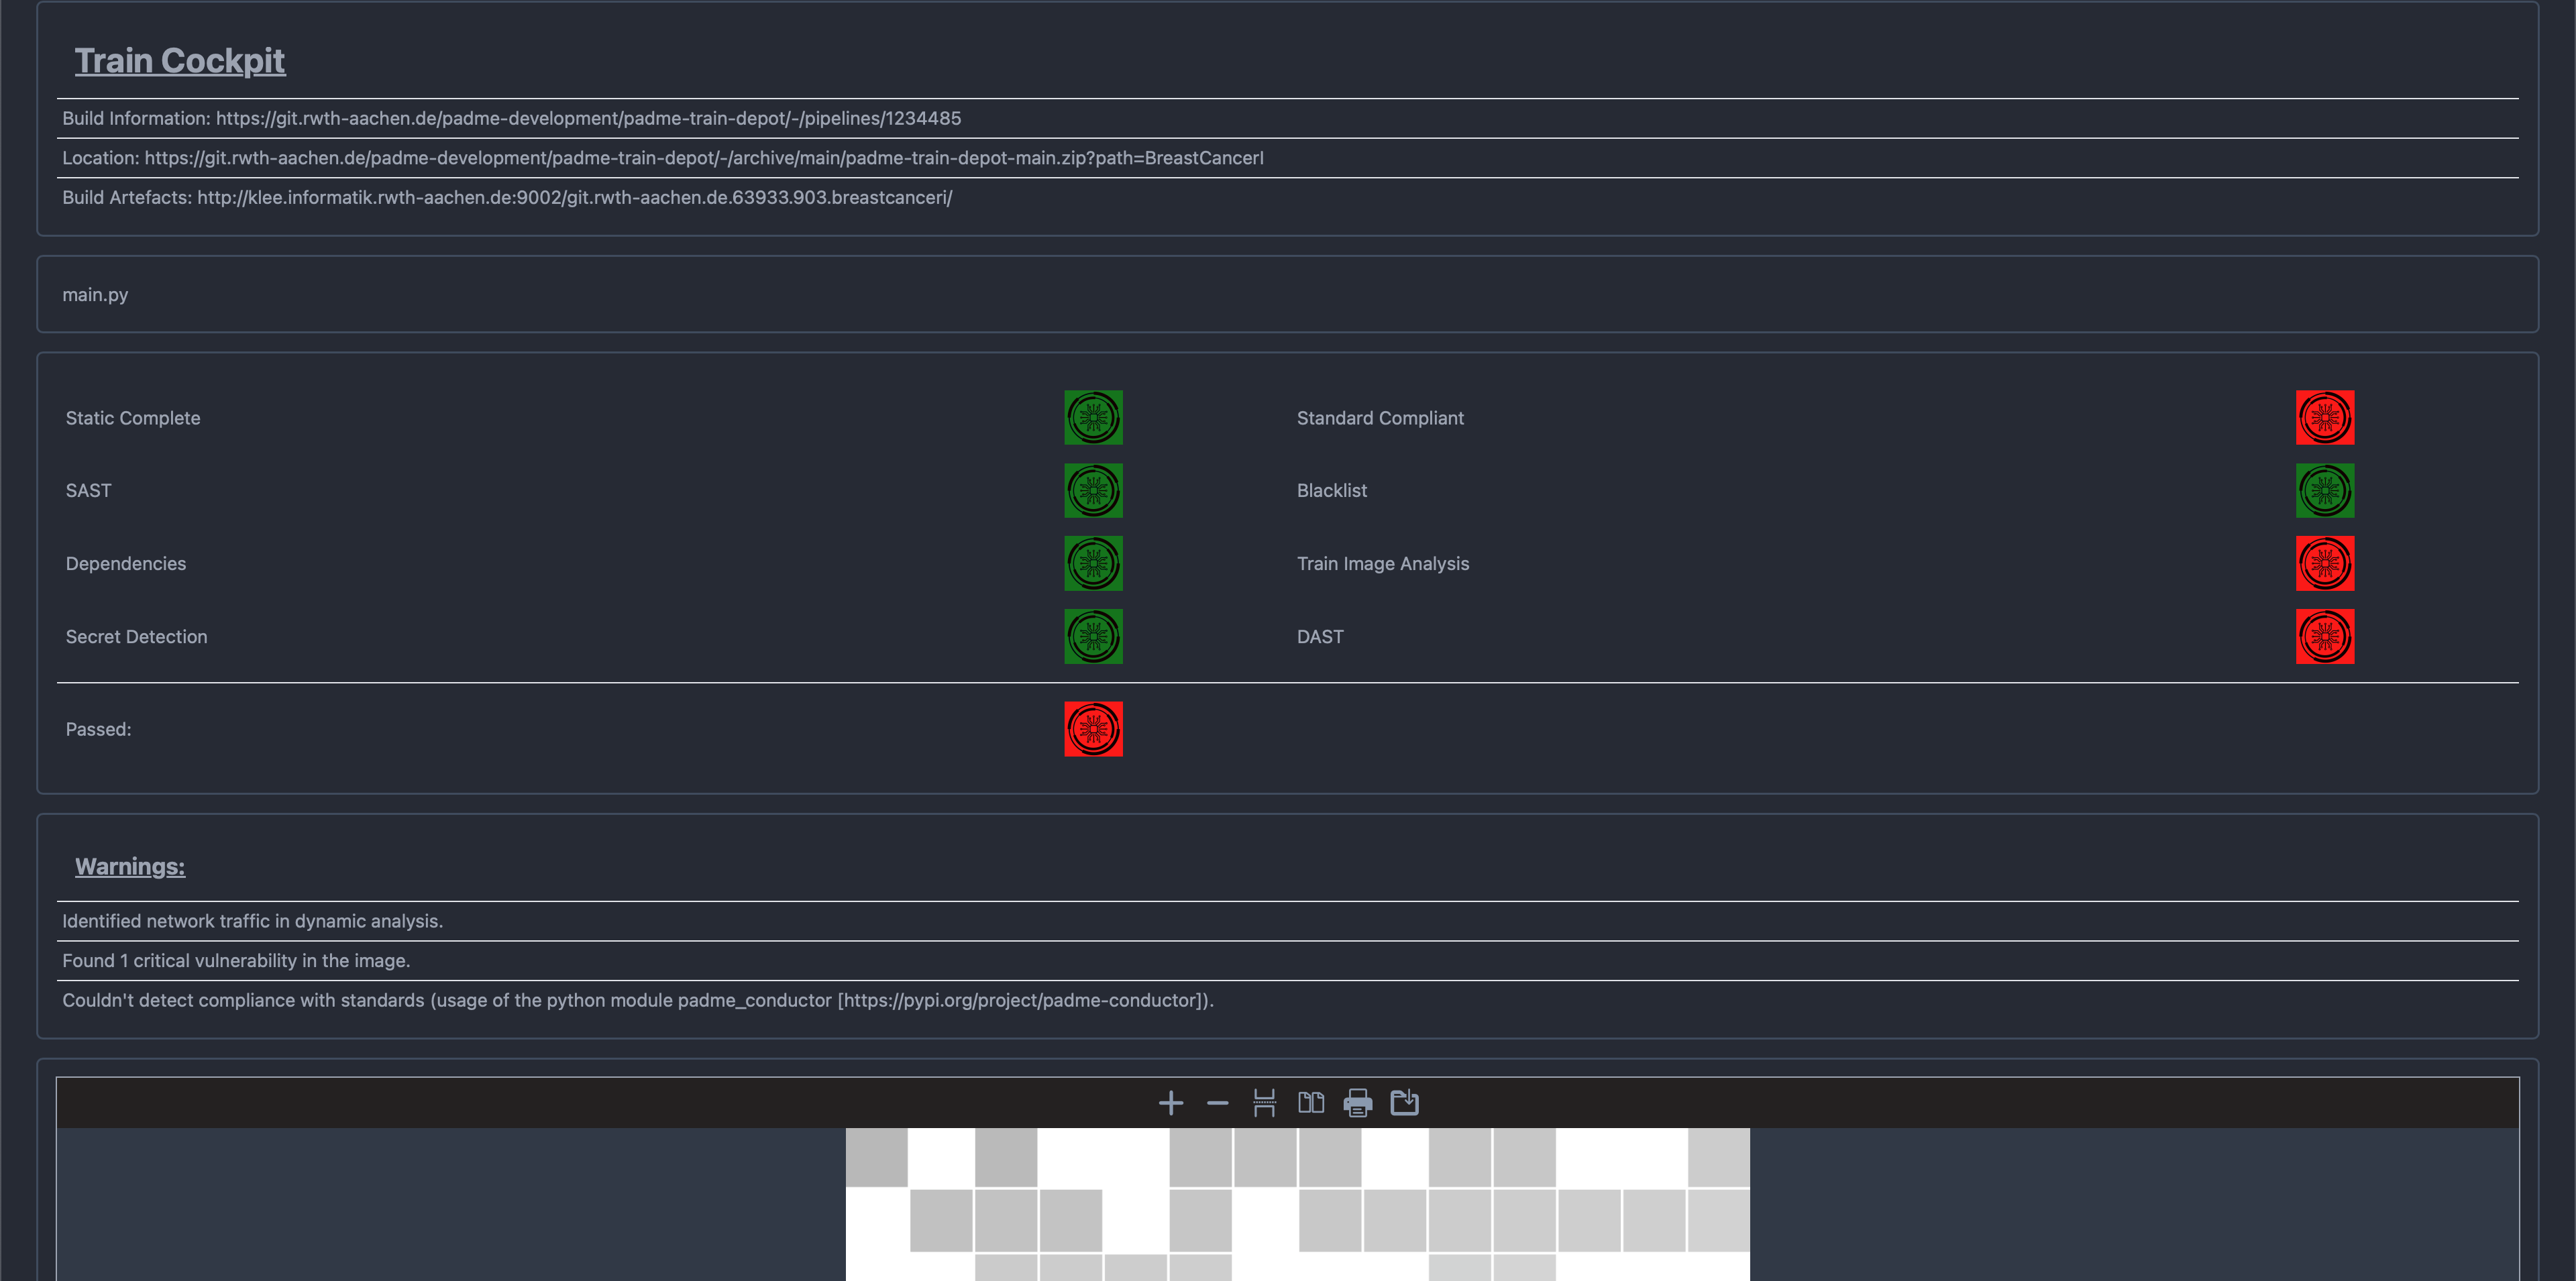 Train Cockpit
Build Information: https://git.rwth-aachen.de/padme-development/padme-train-depot/-/pipelines/1234485
Location: https://git.rwth-aachen.de/padme-development/padme-train-depot/-/archive/main/padme-train-depot-main.zip?path=BreastCancerI
Build Artefacts: http://klee.informatik.rwth-aachen.de:9002/git.rwth-aachen.de.63933.903.breastcanceri/
main.py
Static Complete
Standard Compliant
SAST
Blacklist
Dependencies
Train Image Analysis
Secret Detection
DAST
Passed:
Warnings:
Identified network traffic in dynamic analysis.
Found 1 critical vulnerability in the image.
Couldn't detect compliance with standards (usage of the python module padme_conductor [https://pypi.org/project/padme-conductor]).